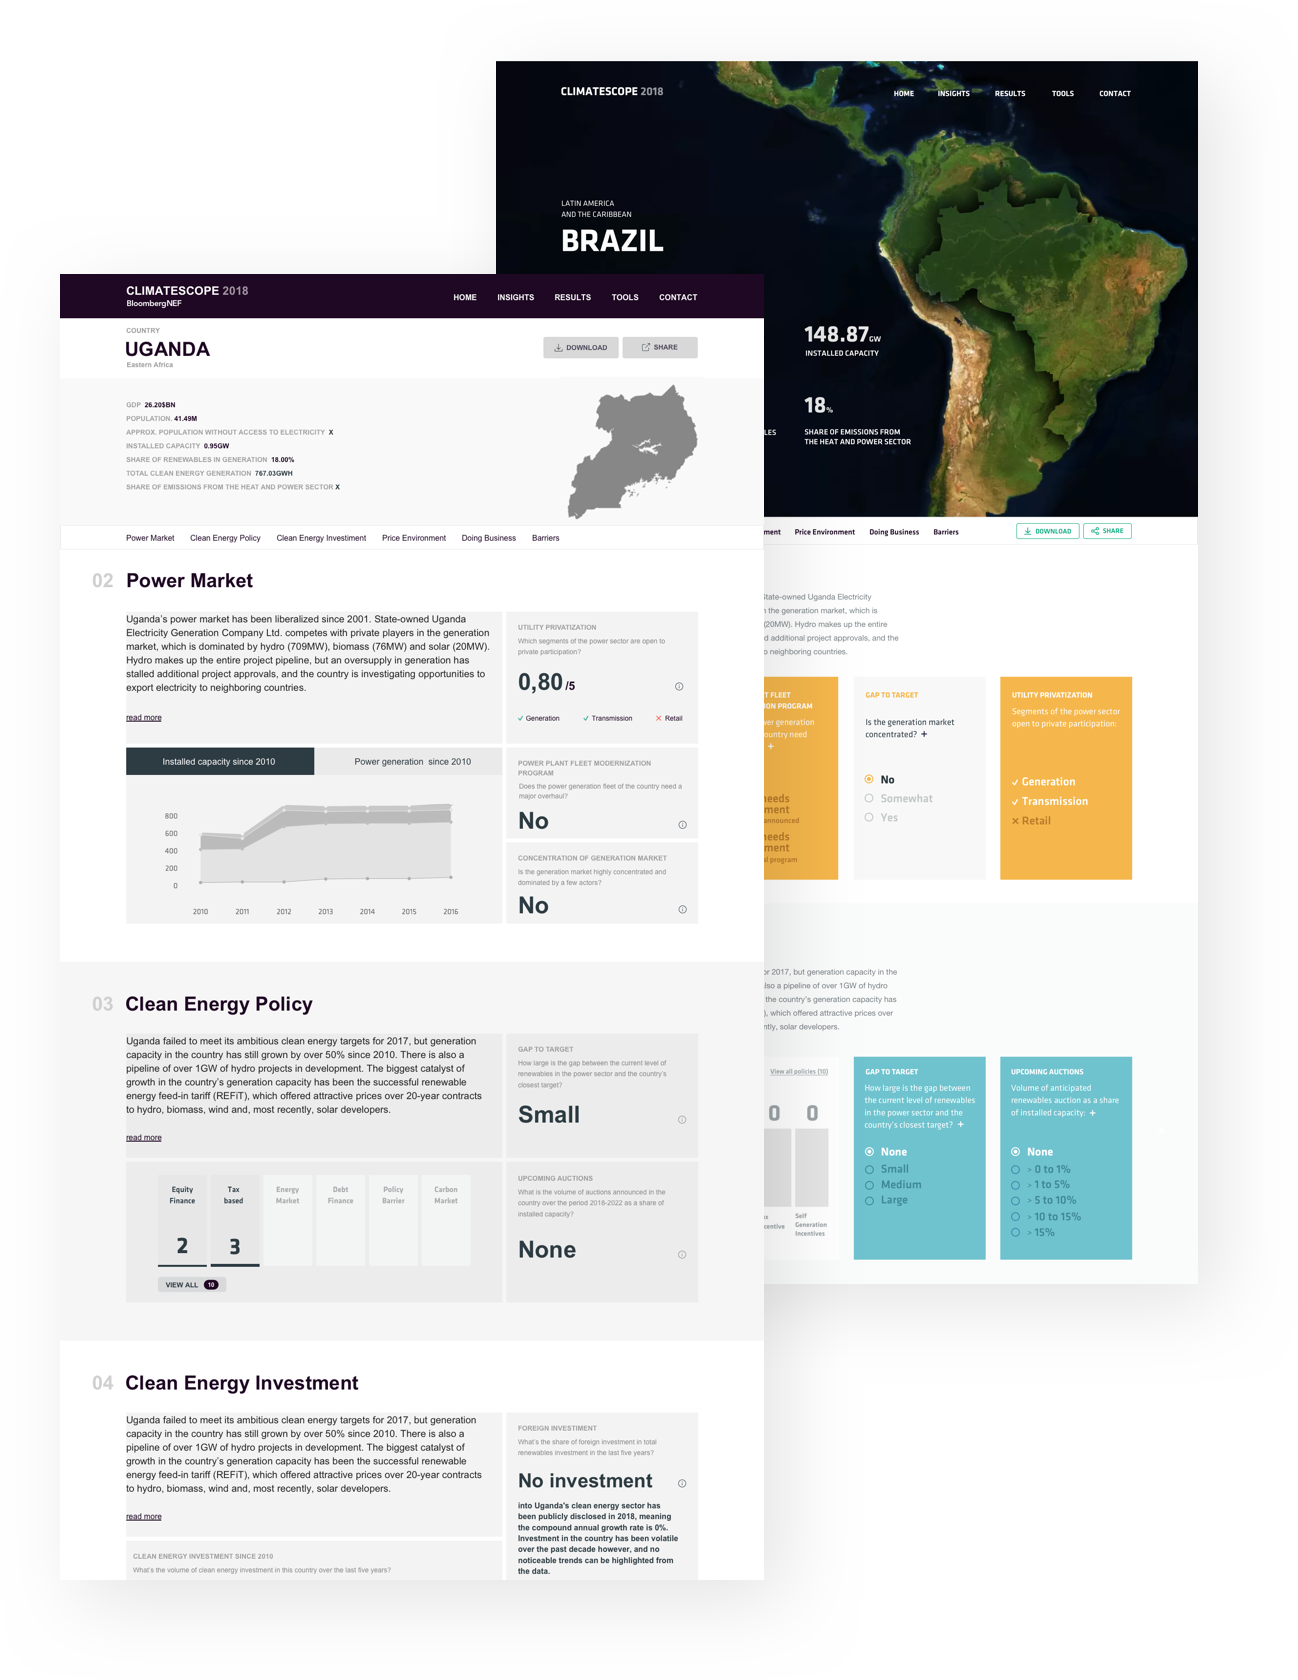 CLIMATESCOPE 2018
HOME INSIGHTS RESULTS TOOLS CONTACT
LATIN AMERICA
AND THE CARIBBEAN
BRAZIL
148.87GW
INSTALLED CAPACITY
18%
LES
SHARE OF EMISSIONS FROM
THE HEAT AND POWER SECTOR
ment Price Environment Doing Business Barriers
DOWNLOAD SHARE
State-owned Uganda Electricity
n the generation market, which is
(20MW). Hydro makes up the entire
d additional project approvals, and the
o neighboring countries.
T FLEET
ION PROGRAM
wer generation
ountry need
+
needs
ment
announced
needs
ment
al program
GAP TO TARGET
Is the generation market
concentrated? +
No
Somewhat
Yes
UTILITY PRIVATIZATION
Segments of the power sector
open to private participation:
✓ Generation
✓ Transmission
× Retail
or 2017, but generation capacity in the
lso a pipeline of over 1GW of hydro
the country's generation capacity has
), which offered attractive prices over
ntly, solar developers.
View all policies (10)
0 0
ax
centive
Self
Generation
Incentives
GAP TO TARGET
How large is the gap between
the current level of renewables
in the power sector and the
country's closest target? +
None
Small
Medium
Large
UPCOMING AUCTIONS
Volume of anticipated
renewables auction as a share
of installed capacity: +
None
> 0 to 1%
> 1 to 5%
> 5 to 10%
> 10 to 15%
> 15%
CLIMATESCOPE 2018
BloombergNEF
HOME INSIGHTS RESULTS TOOLS CONTACT
COUNTRY
UGANDA
Eastern Africa
DOWNLOAD SHARE
GDP 26.20$BN
POPULATION. 41.49M
APPROX. POPULATION WITHOUT ACCESS TO ELECTRICITY X
INSTALLED CAPACITY 0.95GW
SHARE OF RENEWABLES IN GENERATION 18.00%
TOTAL CLEAN ENERGY GENERATION 767.03GWH
SHARE OF EMISSIONS FROM THE HEAT AND POWER SECTOR X
Power Market Clean Energy Policy Clean Energy Investment Price Environment Doing Business Barriers
02 Power Market
Uganda's power market has been liberalized since 2001. State-owned Uganda
Electricity Generation Company Ltd. competes with private players in the generation
market, which is dominated by hydro (709MW), biomass (76MW) and solar (20MW).
Hydro makes up the entire project pipeline, but an oversupply in generation has
stalled additional project approvals, and the country is investigating opportunities to
export electricity to neighboring countries.
read more
UTILITY PRIVATIZATION
Which segments of the power sector are open to
private participation?
0,80 /5
✓ Generation ✓ Transmission × Retail
Installed capacity since 2010 Power generation since 2010
800
600
400
200
0
2010 2011 2012 2013 2014 2015 2016
POWER PLANT FLEET MODERNIZATION
PROGRAM
Does the power generation fleet of the country need a
major overhaul?
No
CONCENTRATION OF GENERATION MARKET
Is the generation market highly concentrated and
dominated by a few actors?
No
03 Clean Energy Policy
Uganda failed to meet its ambitious clean energy targets for 2017, but generation
capacity in the country has still grown by over 50% since 2010. There is also a
pipeline of over 1GW of hydro projects in development. The biggest catalyst of
growth in the country's generation capacity has been the successful renewable
energy feed-in tariff (REFiT), which offered attractive prices over 20-year contracts
to hydro, biomass, wind and, most recently, solar developers.
read more
GAP TO TARGET
How large is the gap between the current level of
renewables in the power sector and the country's
closest target?
Small
Equity
Finance
2
Tax
based
3
Energy
Market
Debt
Finance
Policy
Barrier
Carbon
Market
VIEW ALL 10
UPCOMING AUCTIONS
What is the volume of auctions announced in the
country over the period 2016-2022 as a share of
installed capacity?
None
04 Clean Energy Investment
Uganda failed to meet its ambitious clean energy targets for 2017, but generation
capacity in the country has still grown by over 50% since 2010. There is also a
pipeline of over 1GW of hydro projects in development. The biggest catalyst of
growth in the country's generation capacity has been the successful renewable
energy feed-in tariff (REFiT), which offered attractive prices over 20-year contracts
to hydro, biomass, wind and, most recently, solar developers.
read more
FOREIGN INVESTIMENT
What's the share of foreign investment in total
renewables investment in the last five years?
No investment
into Uganda's clean energy sector has
been publicly disclosed in 2018, meaning
the compound annual growth rate is 0%.
Investment in the country has been volatile
over the past decade however, and no
noticeable trends can be highlighted from
the data.
CLEAN ENERGY INVESTMENT SINCE 2010
What's the volume of clean energy investment in this country over the last five years?